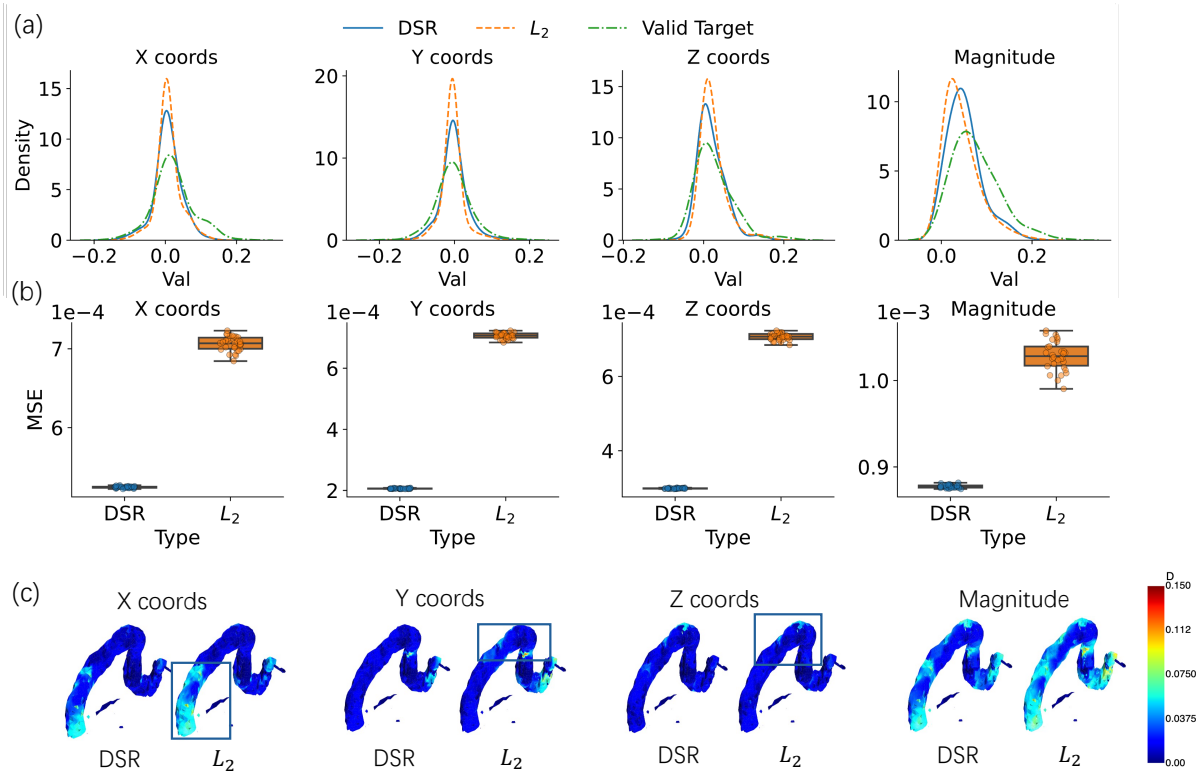 (a)
DSR L₂ Valid Target
X coords Y coords Z coords Magnitude
Density
15
10
5
0
−0.2 0.0 0.2
Val
20
10
0
−0.2 0.0 0.2
Val
15
10
5
0
−0.2 0.0 0.2
Val
10
5
0
0.0 0.2
Val
(b)
1e−4 X coords 1e−4 Y coords 1e−4 Z coords 1e−3 Magnitude
MSE
7
6
DSR L₂
Type
6
4
2
DSR L₂
Type
6
4
DSR L₂
Type
1.0
0.9
DSR L₂
Type
(c)
X coords Y coords Z coords Magnitude
DSR L₂ DSR L₂ DSR L₂ DSR L₂
D
0.150
0.112
0.0750
0.0375
0.00